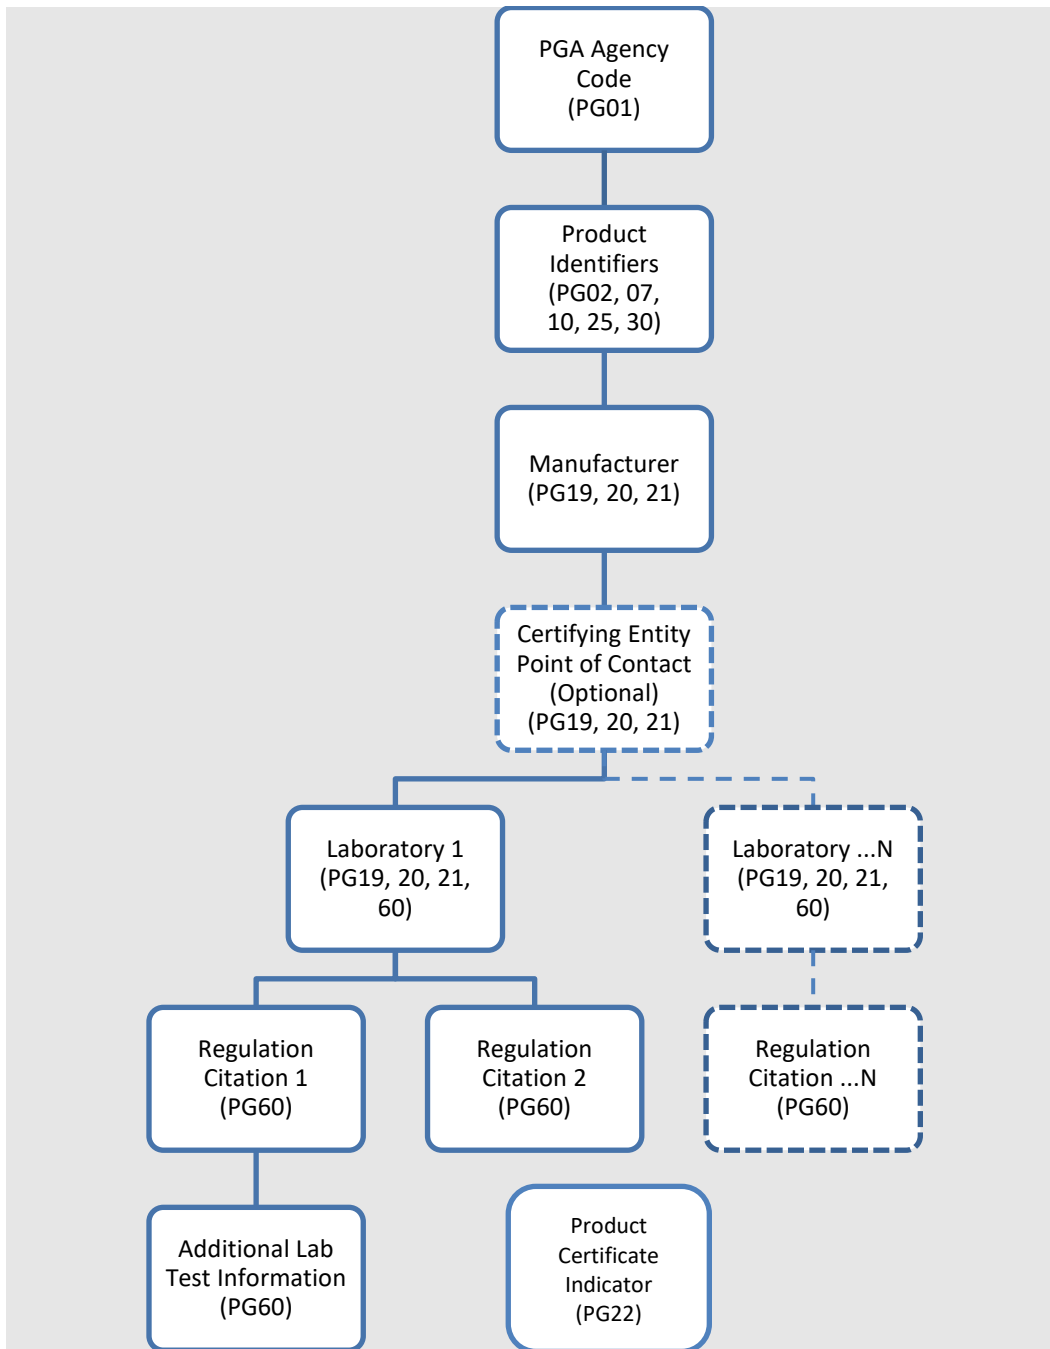 PGA Agency
Code
(PG01)
Product
Identifiers
(PG02, 07,
10, 25, 30)
Manufacturer
(PG19, 20, 21)
Certifying Entity
Point of Contact
(Optional)
(PG19, 20, 21)
Laboratory 1
(PG19, 20, 21,
60)
Laboratory ...N
(PG19, 20, 21,
60)
Regulation
Citation 1
(PG60)
Regulation
Citation 2
(PG60)
Regulation
Citation ...N
(PG60)
Additional Lab
Test Information
(PG60)
Product
Certificate
Indicator
(PG22)